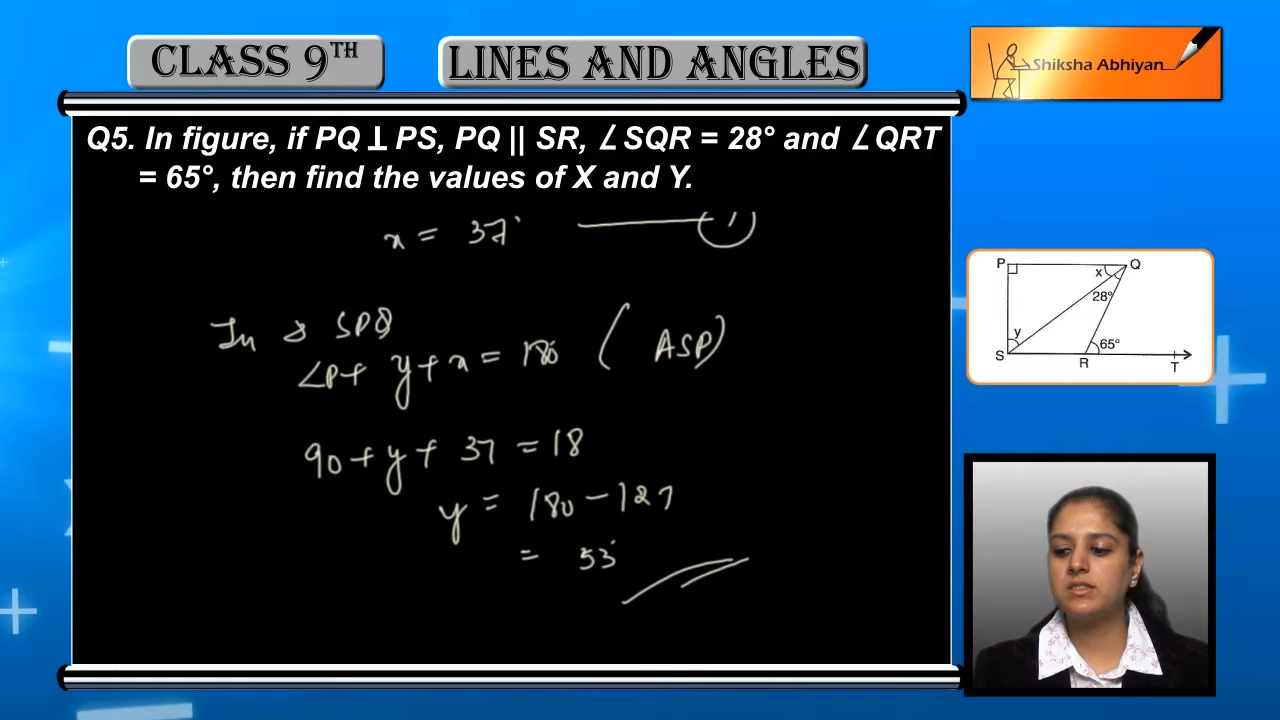 CLASS 9TH
LINES AND ANGLES
Shiksha Abhiyan
Q5. In figure, if PQ ⊥ PS, PQ || SR, ∠SQR = 28° and ∠QRT
= 65°, then find the values of X and Y.
x = 37° 1
In △ SPQ
∠P+ y+x = 180 ( ASP)
90+y+ 37 = 18
y = 180-127
= 53°
P x Q
28°
y
65°
S R T